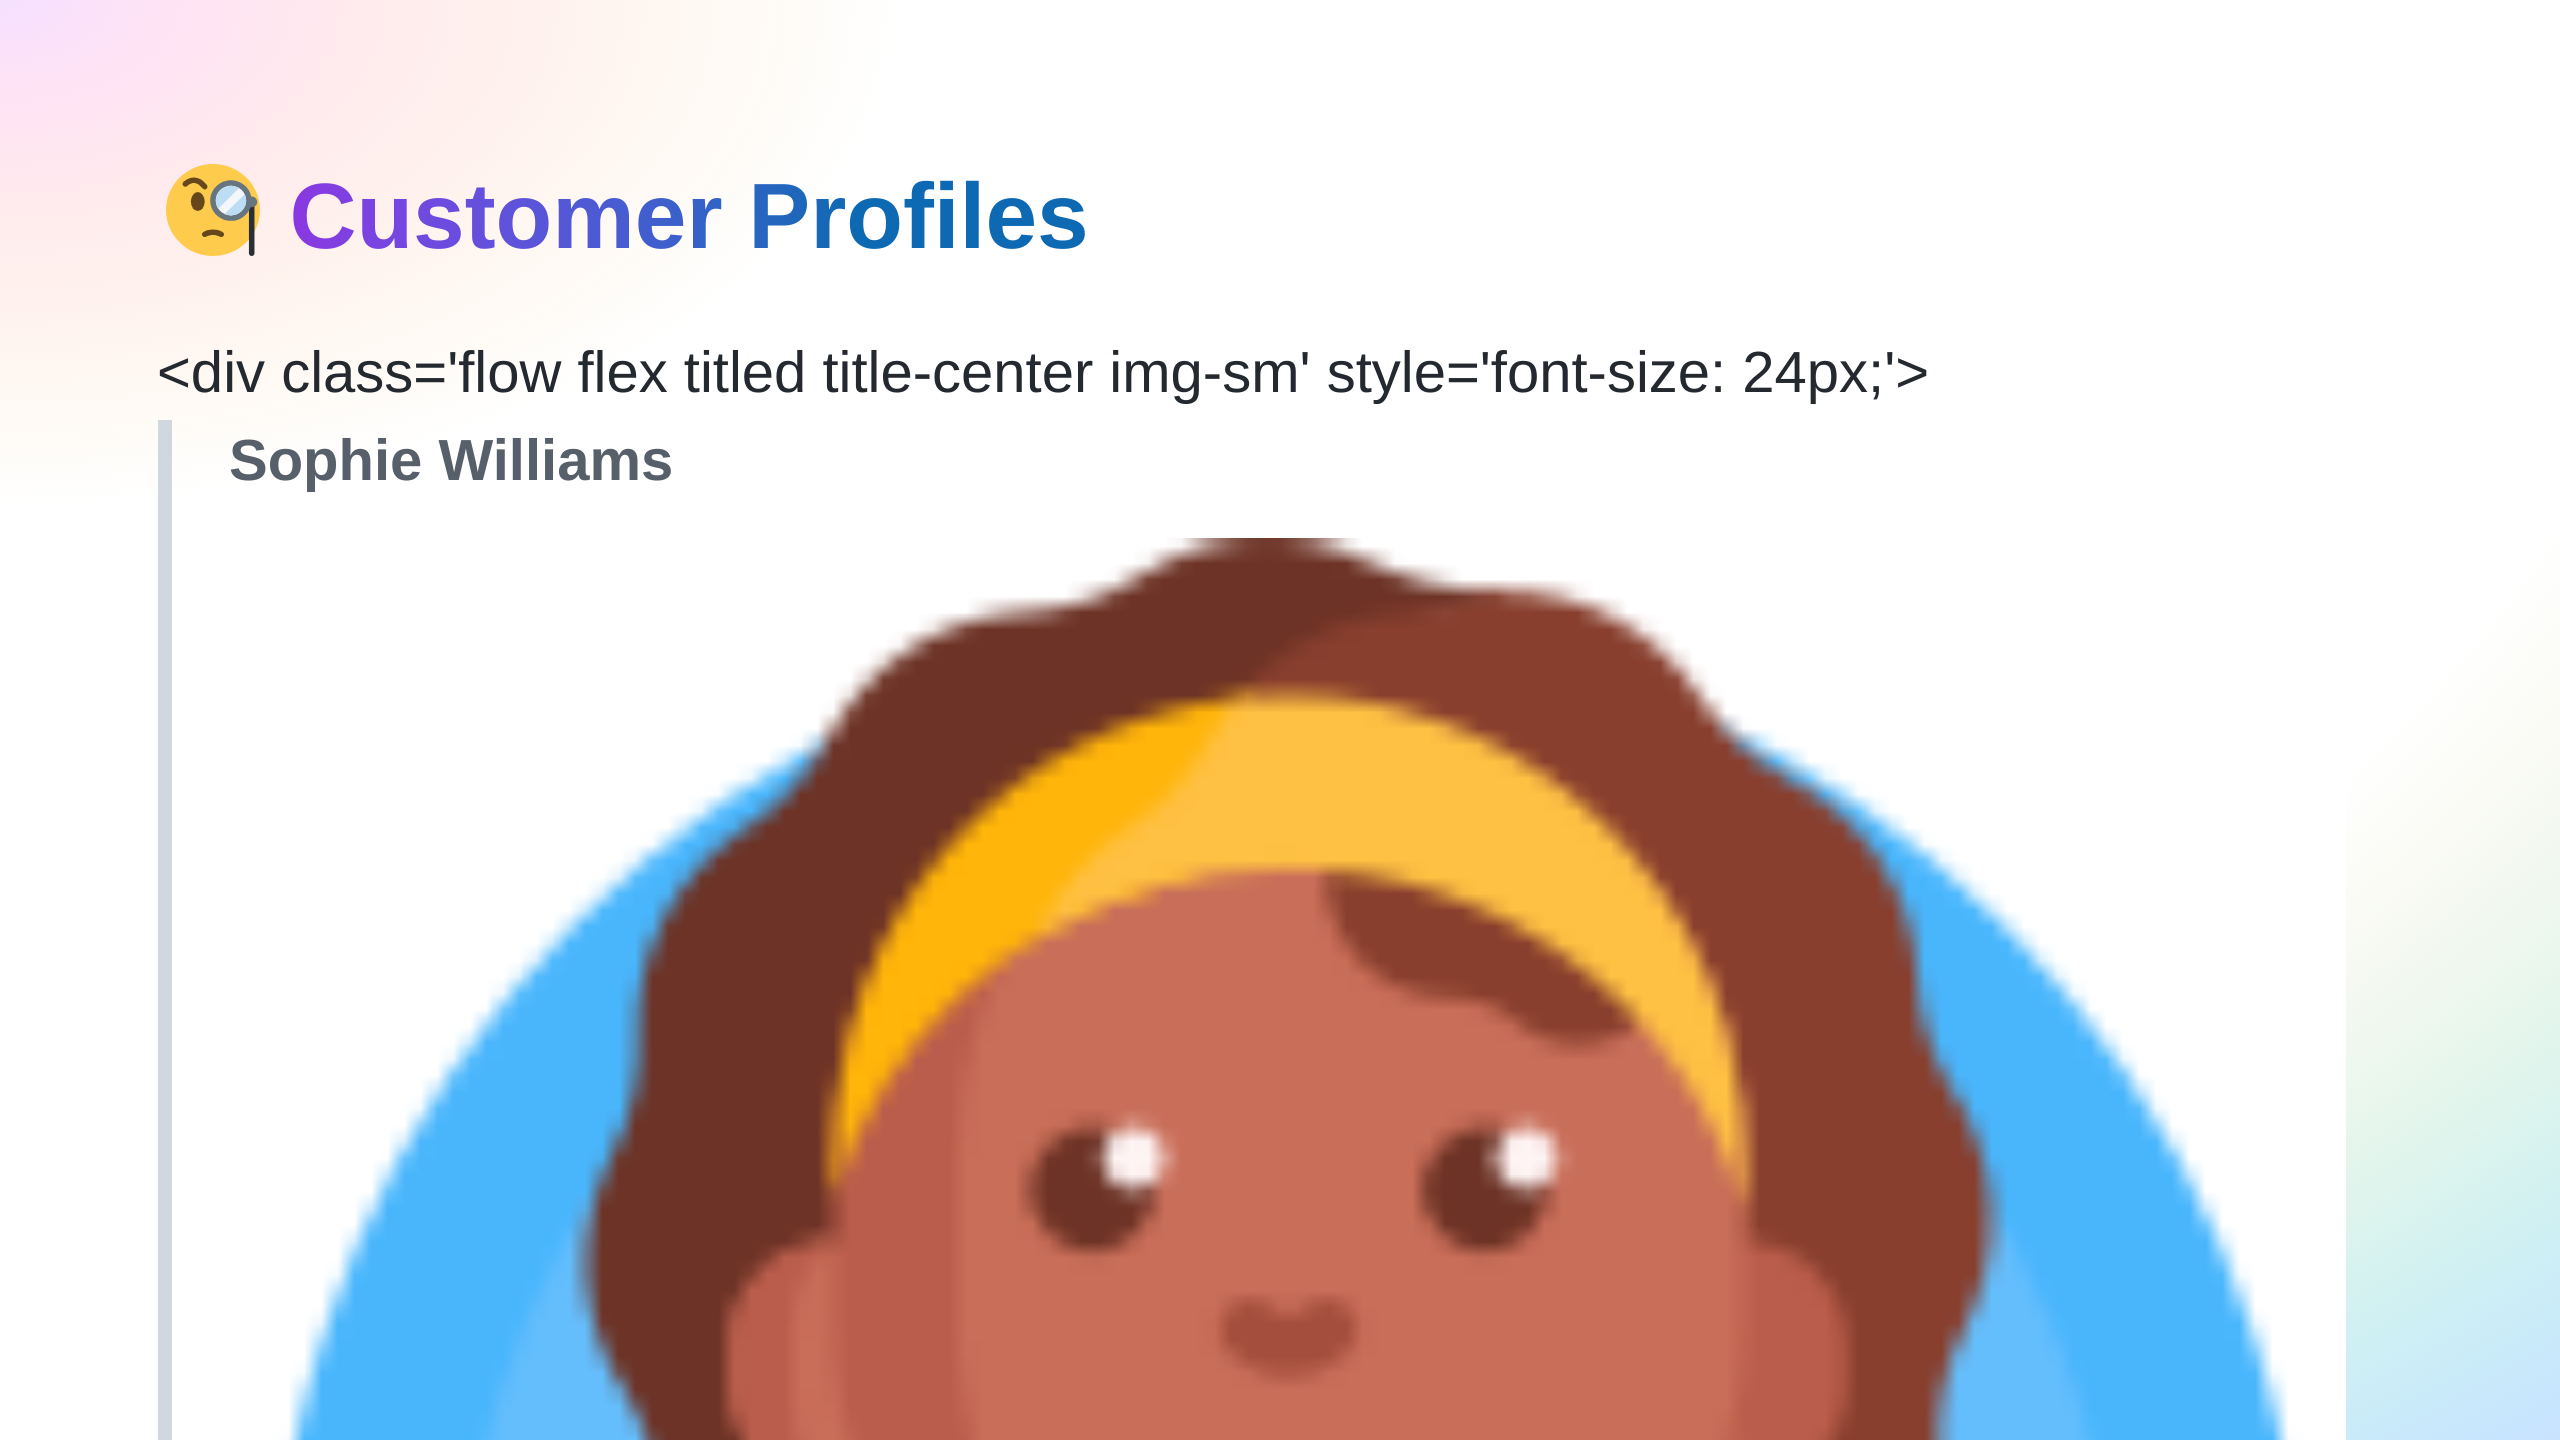 Customer Profiles
<div class='flow flex titled title-center img-sm' style='font-size: 24px;'>
Sophie Williams